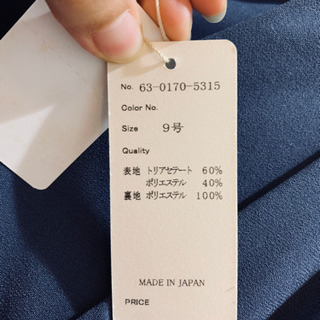 No. 63-0170-5315
Color No.
Size 9号
Quality
表地 トリアセテート 60%
ポリエステル 40%
裏地 ポリエステル 100%
MADE IN JAPAN
PRICE